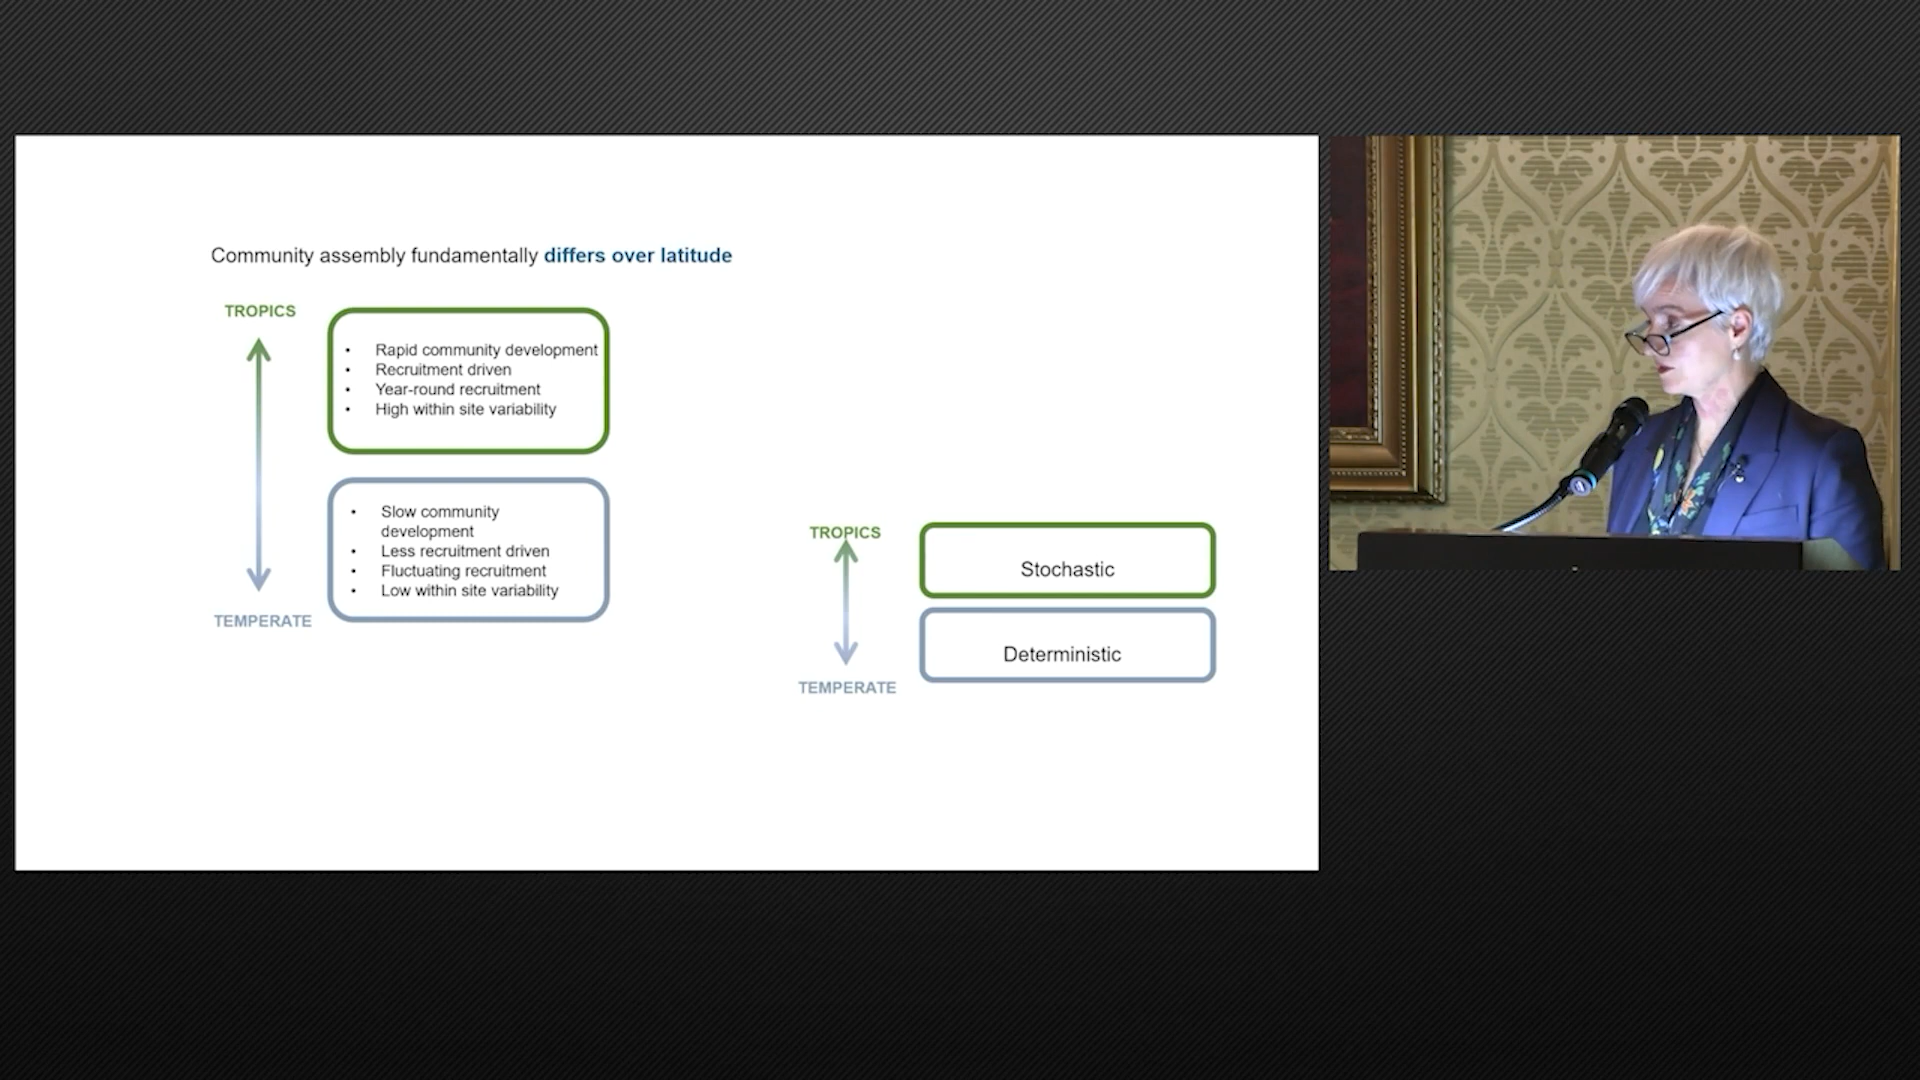 Community assembly fundamentally differs over latitude
TROPICS
• Rapid community development
• Recruitment driven
• Year-round recruitment
• High within site variability
• Slow community
development
• Less recruitment driven
• Fluctuating recruitment
• Low within site variability
TEMPERATE
TROPICS
Stochastic
Deterministic
TEMPERATE